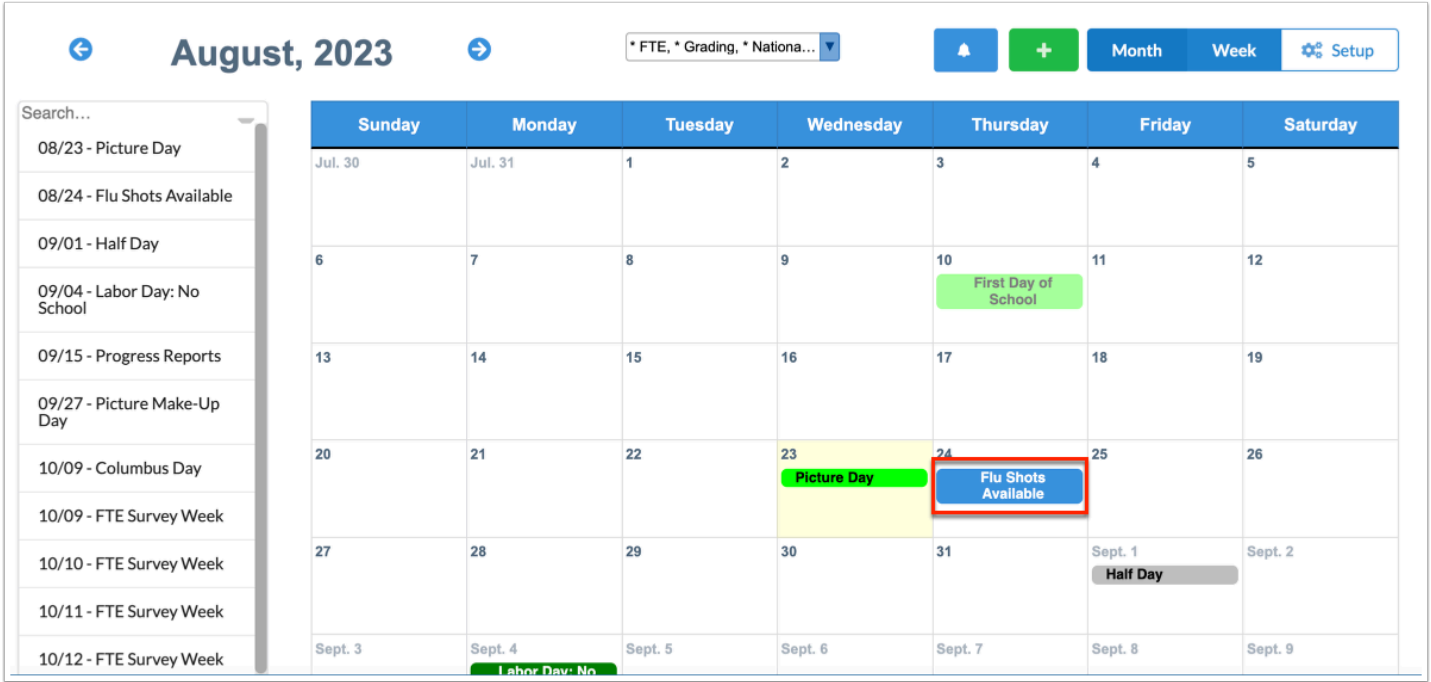 August, 2023
* FTE, * Grading, * Nationa...
Month
Week
Setup
Search...
08/23 - Picture Day
08/24 - Flu Shots Available
09/01 - Half Day
09/04 - Labor Day: No
School
09/15 - Progress Reports
09/27 - Picture Make-Up
Day
10/09 - Columbus Day
10/09 - FTE Survey Week
10/10 - FTE Survey Week
10/11 - FTE Survey Week
10/12 - FTE Survey Week
Sunday Monday Tuesday Wednesday Thursday Friday Saturday
Jul. 30 Jul. 31 1 2 3 4 5
6 7 8 9 10 11 12
First Day of
School
13 14 15 16 17 18 19
20 21 22 23 24 25 26
Picture Day
Flu Shots
Available
27 28 29 30 31 Sept. 1 Sept. 2
Half Day
Sept. 3 Sept. 4 Sept. 5 Sept. 6 Sept. 7 Sept. 8 Sept. 9
Labor Day: No